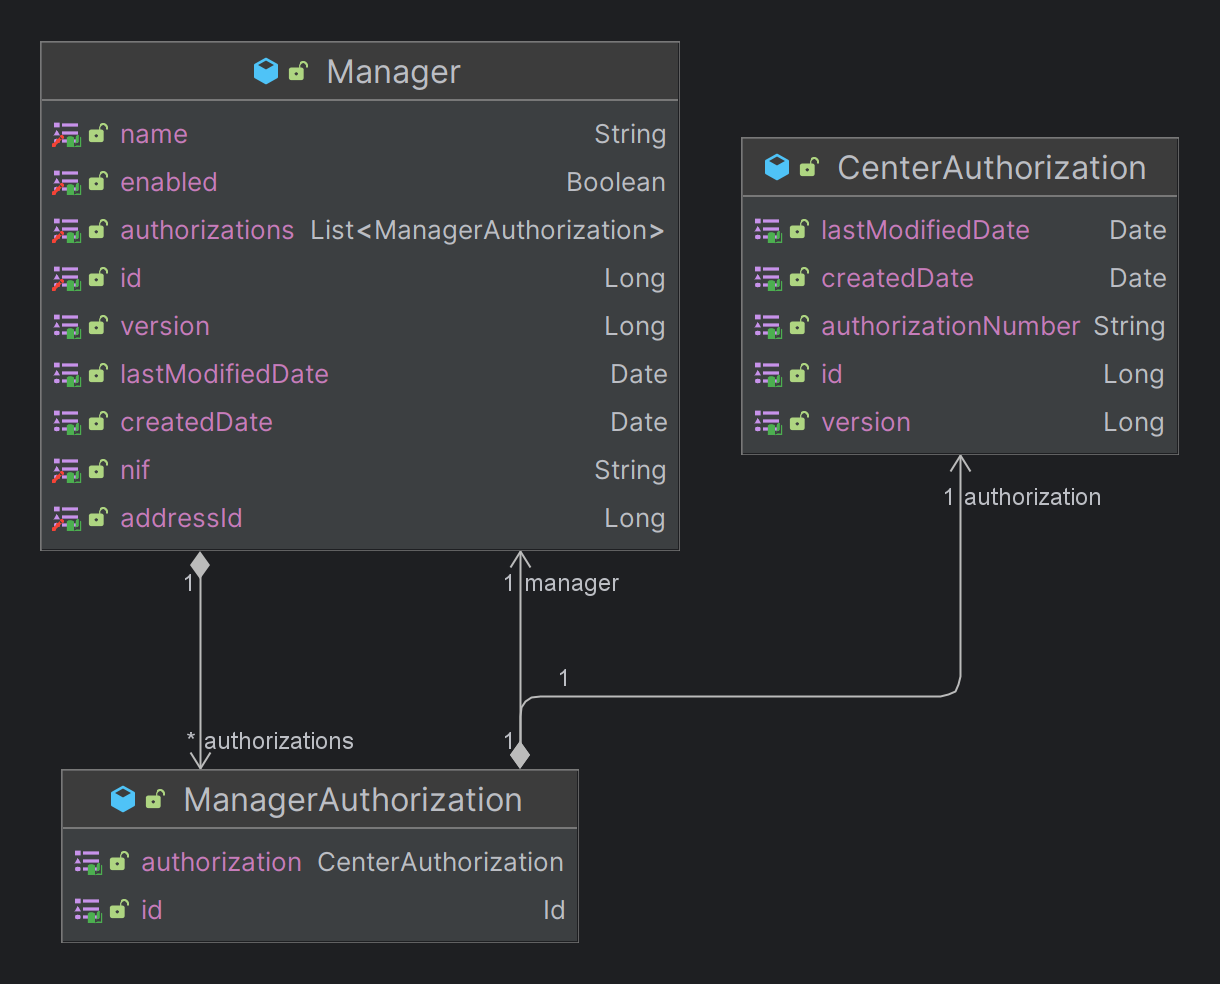 Manager
name String
enabled Boolean
authorizations List<ManagerAuthorization>
id Long
version Long
lastModifiedDate Date
createdDate Date
nif String
addressId Long
CenterAuthorization
lastModifiedDate Date
createdDate Date
authorizationNumber String
id Long
version Long
1 authorization
1
1 manager
1
* authorizations
1
ManagerAuthorization
authorization CenterAuthorization
id Id